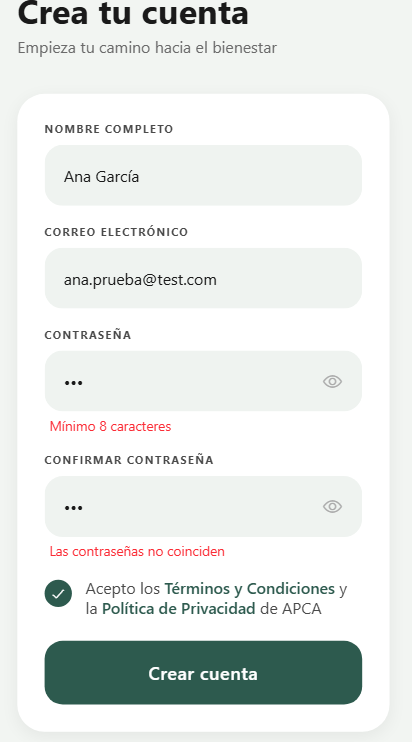 Crea tu cuenta
Empieza tu camino hacia el bienestar
NOMBRE COMPLETO
Ana García
CORREO ELECTRÓNICO
ana.prueba@test.com
CONTRASEÑA
•••
Mínimo 8 caracteres
CONFIRMAR CONTRASEÑA
•••
Las contraseñas no coinciden
Acepto los Términos y Condiciones y
la Política de Privacidad de APCA
Crear cuenta